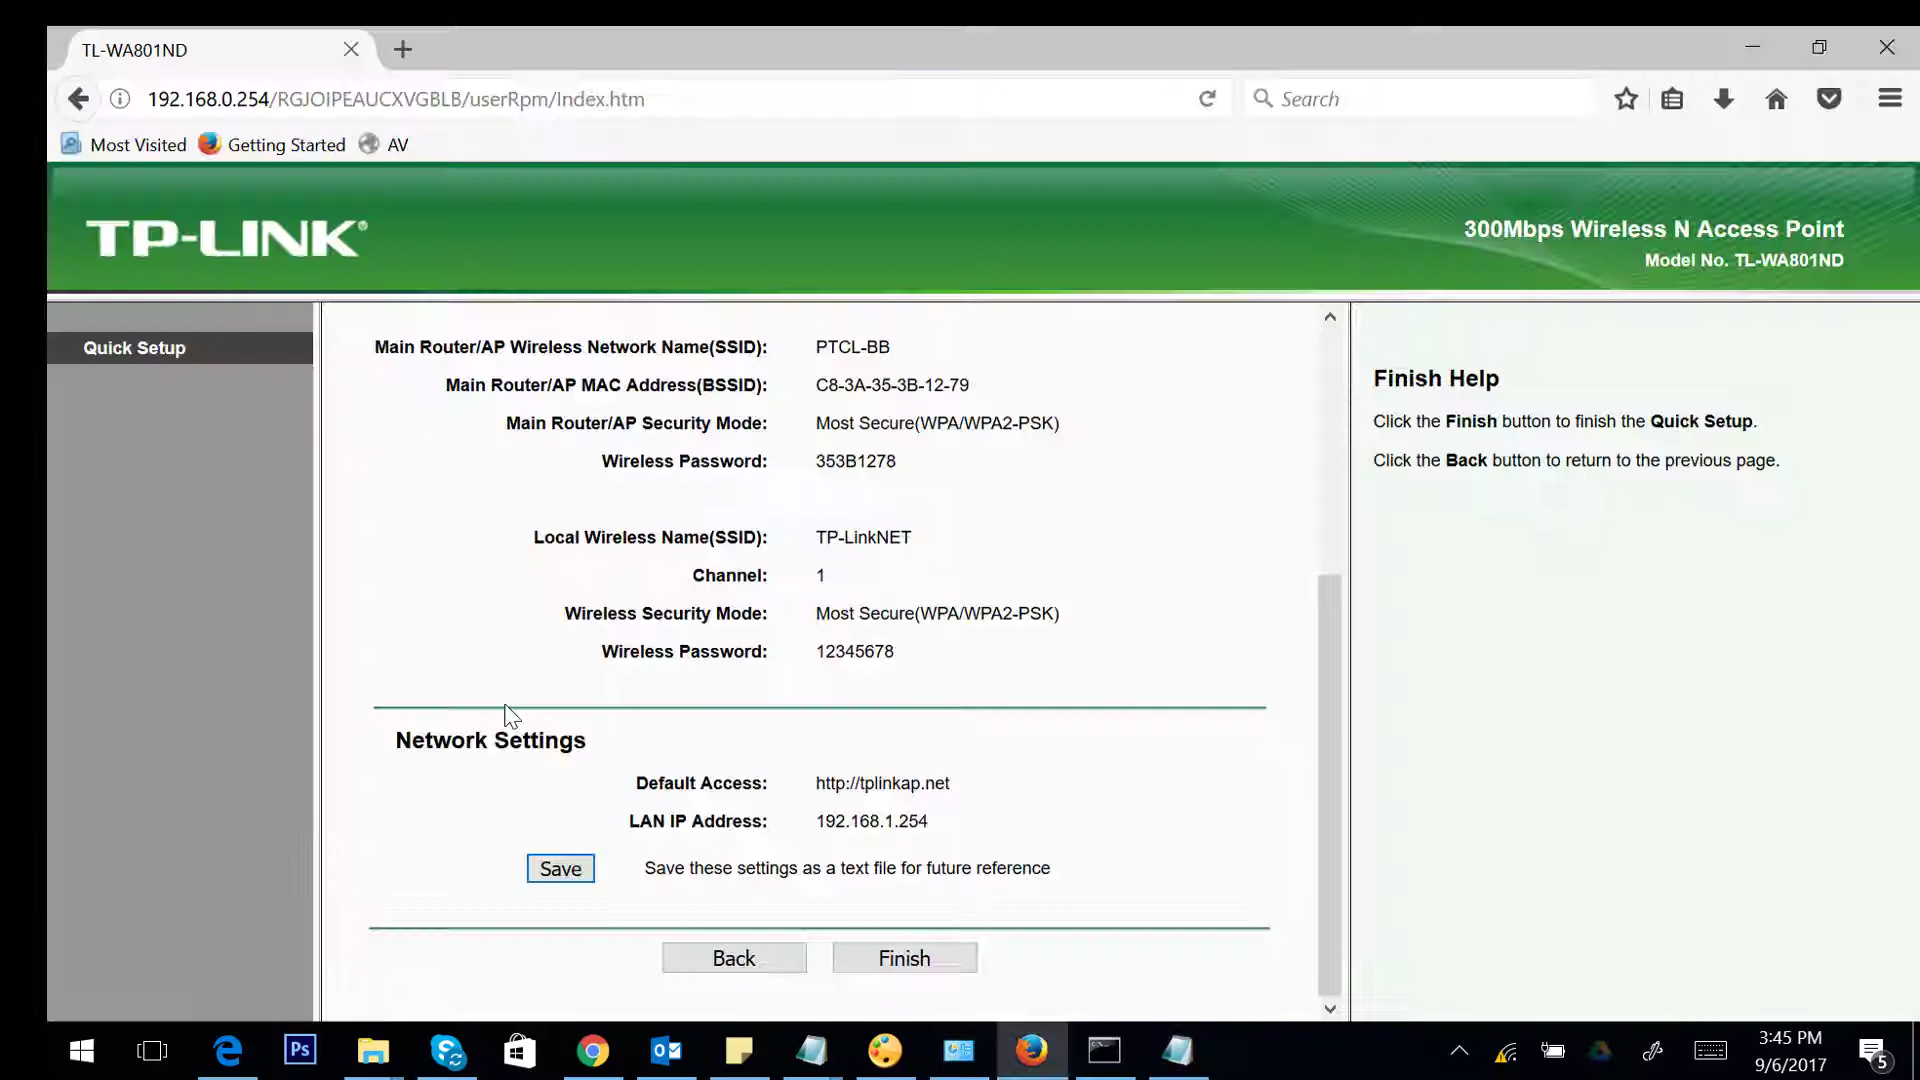 TL-WA801ND
192.168.0.254/RGJOIPEAUCXVGBLB/userRpm/Index.htm
Search
Most Visited
Getting Started
AV
TP-LINK®
300Mbps Wireless N Access Point
Model No. TL-WA801ND
Quick Setup
Main Router/AP Wireless Network Name(SSID): PTCL-BB
Main Router/AP MAC Address(BSSID): C8-3A-35-3B-12-79
Main Router/AP Security Mode: Most Secure(WPA/WPA2-PSK)
Wireless Password: 353B1278
Local Wireless Name(SSID): TP-LinkNET
Channel: 1
Wireless Security Mode: Most Secure(WPA/WPA2-PSK)
Wireless Password: 12345678
Network Settings
Default Access: http://tplinkap.net
LAN IP Address: 192.168.1.254
Save Save these settings as a text file for future reference
Back Finish
Finish Help
Click the Finish button to finish the Quick Setup.
Click the Back button to return to the previous page.
Ps
3:45 PM
9/6/2017
5